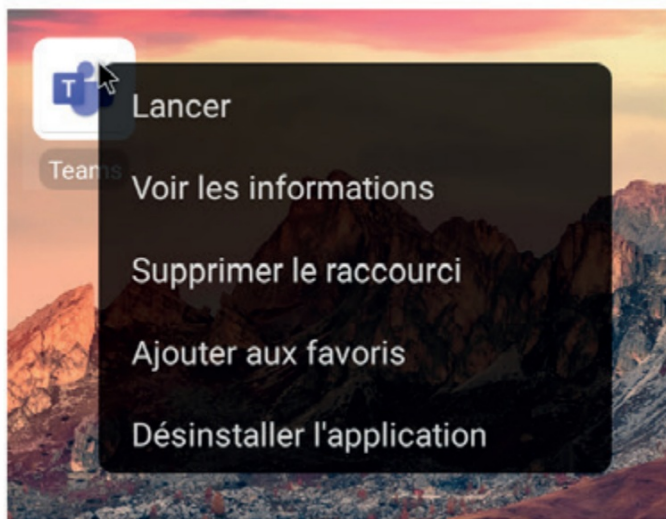 T
Teams
Lancer
Voir les informations
Supprimer le raccourci
Ajouter aux favoris
Désinstaller l'application